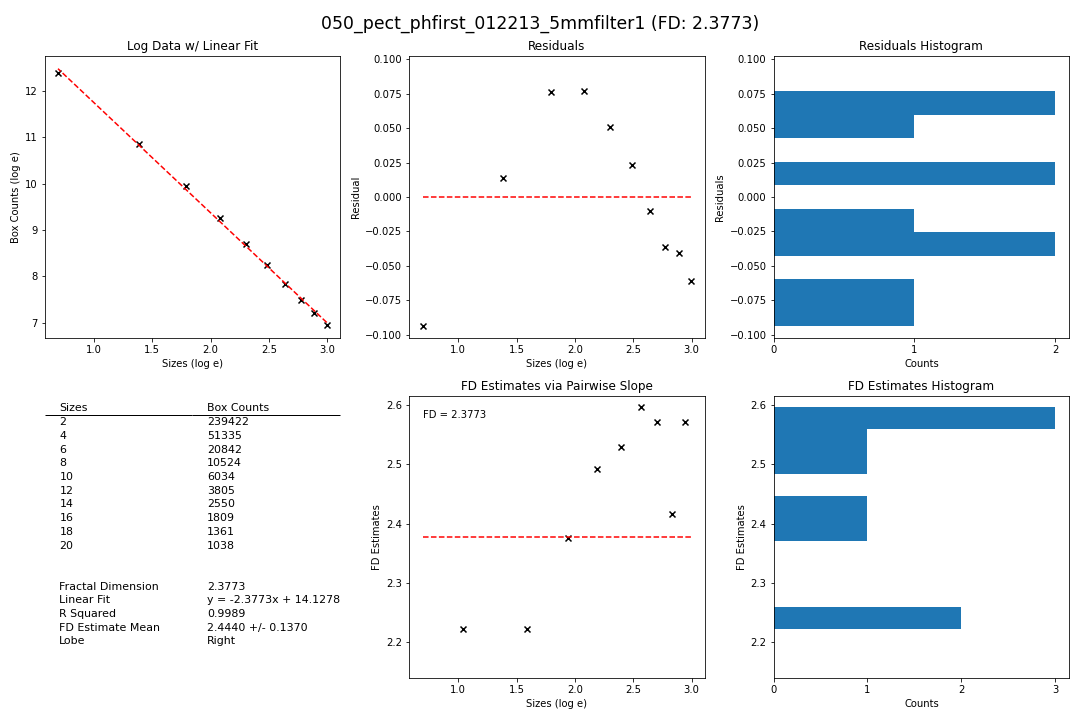 050_pect_phfirst_012213_5mmfilter1 (FD: 2.3773)
Log Data w/ Linear Fit
Box Counts (log e)
12
11
10
9
8
7
1.0 1.5 2.0 2.5 3.0
Sizes (log e)
Residuals
Residual
0.100
0.075
0.050
0.025
0.000
−0.025
−0.050
−0.075
−0.100
1.0 1.5 2.0 2.5 3.0
Sizes (log e)
Residuals Histogram
Residuals
0.100
0.075
0.050
0.025
0.000
−0.025
−0.050
−0.075
−0.100
0 1 2
Counts
Sizes Box Counts
2 239422
4 51335
6 20842
8 10524
10 6034
12 3805
14 2550
16 1809
18 1361
20 1038
Fractal Dimension 2.3773
Linear Fit y = -2.3773x + 14.1278
R Squared 0.9989
FD Estimate Mean 2.4440 +/- 0.1370
Lobe Right
FD Estimates via Pairwise Slope
FD = 2.3773
FD Estimates
2.6
2.5
2.4
2.3
2.2
1.0 1.5 2.0 2.5 3.0
Sizes (log e)
FD Estimates Histogram
FD Estimates
2.6
2.5
2.4
2.3
2.2
0 1 2 3
Counts